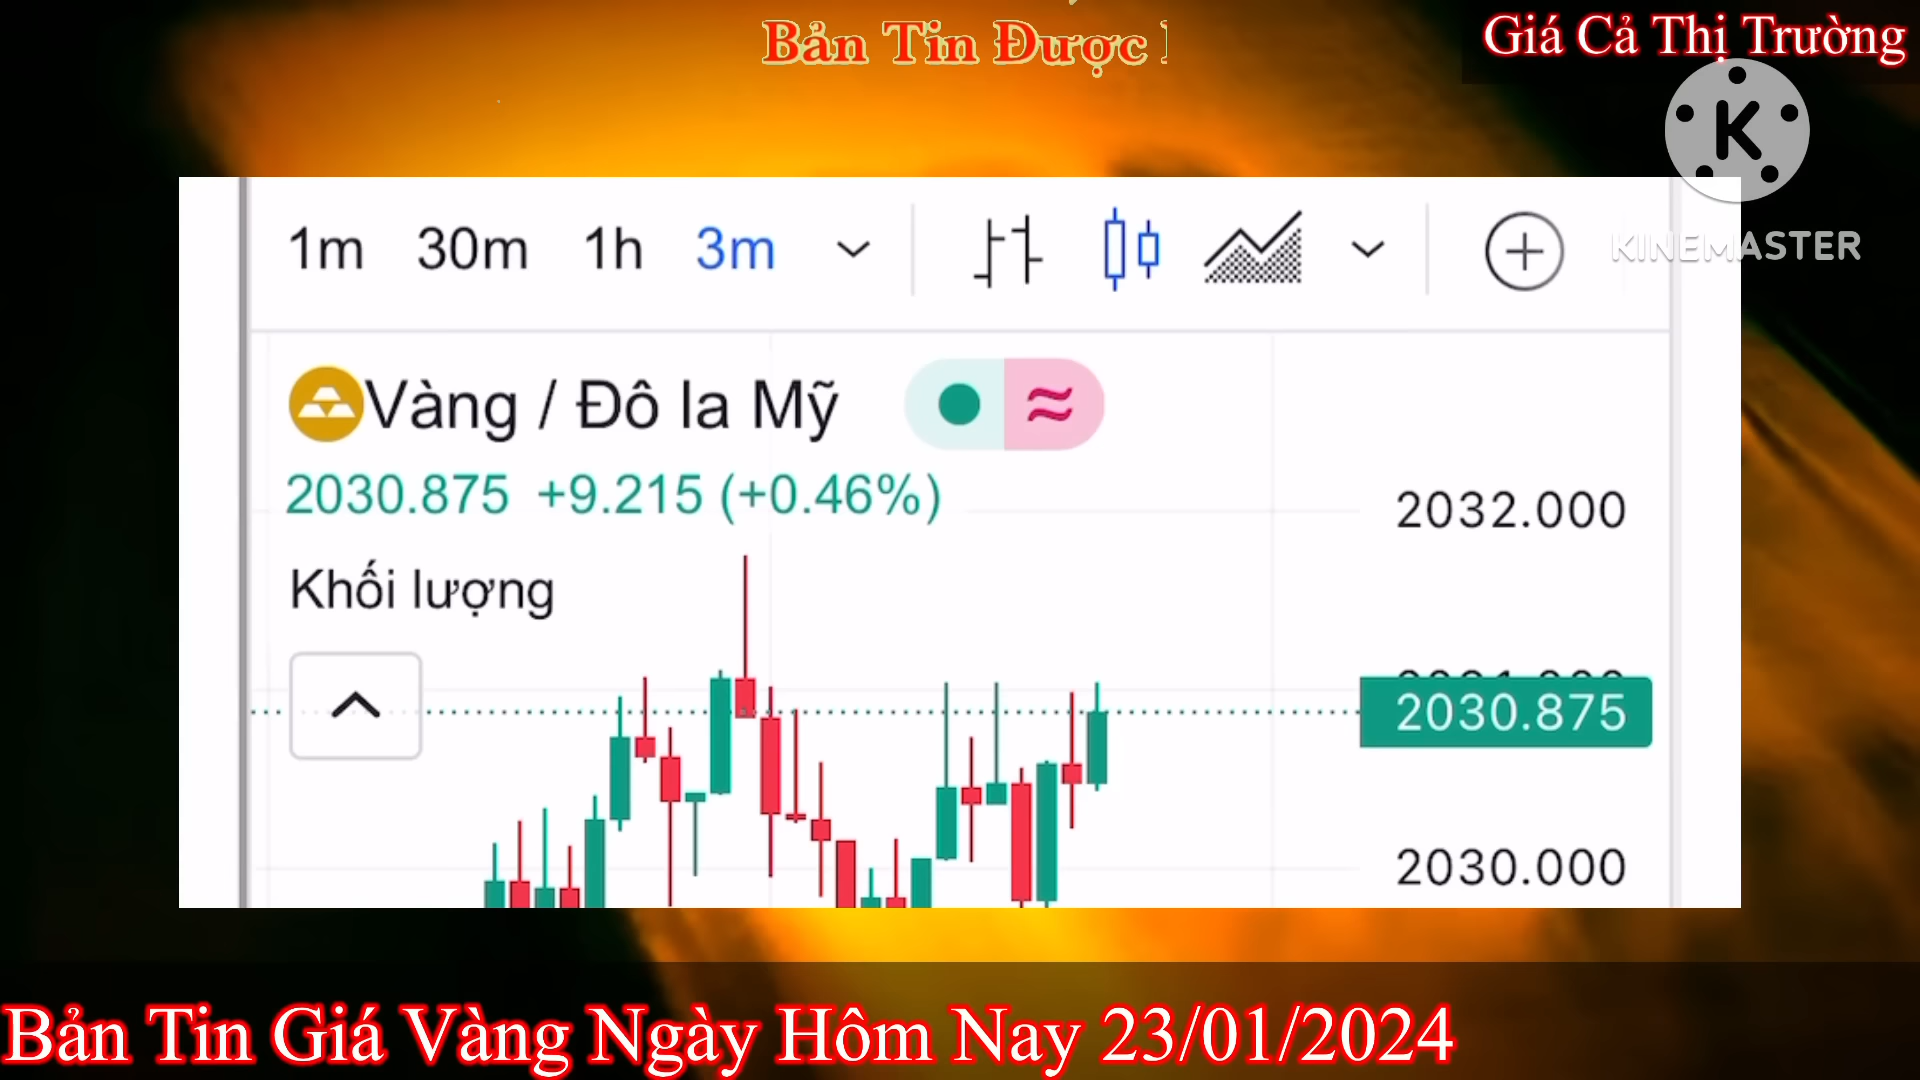 Bản Tin Được
Giá Cả Thị Trường
K
KINEMASTER
1m 30m 1h 3m
Vàng / Đô la Mỹ
2030.875 +9.215 (+0.46%)
2032.000
Khối lượng
2030.875
2030.000
Bản Tin Giá Vàng Ngày Hôm Nay 23/01/2024